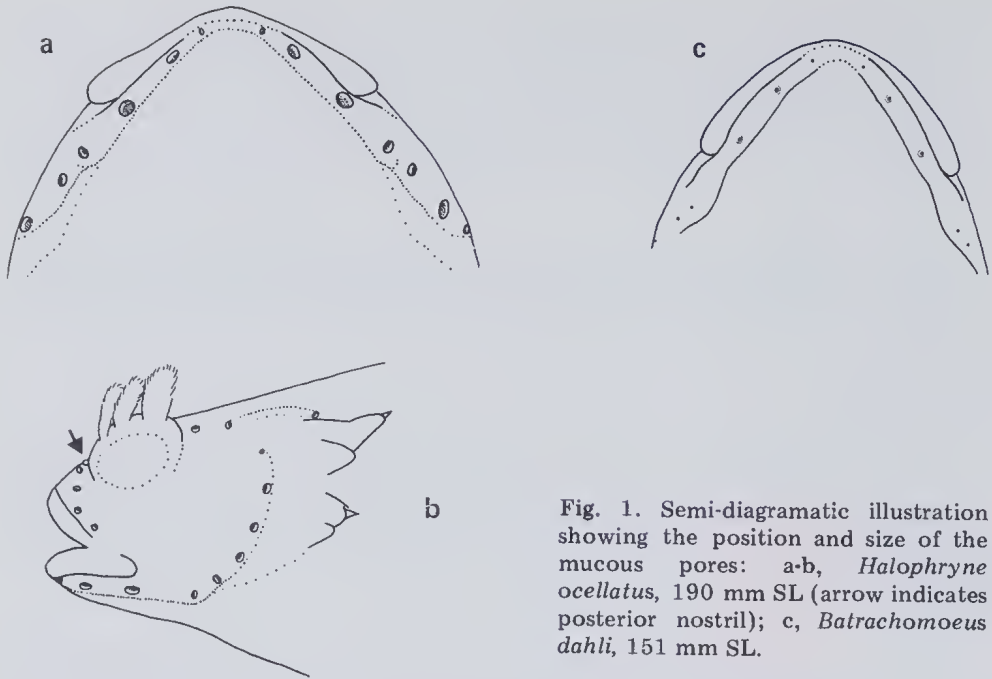 a
c
b
Fig. 1. Semi-diagramatic illustration
showing the position and size of the
mucous pores: a-b, Halophryne
ocellatus, 190 mm SL (arrow indicates
posterior nostril); c, Batrachomoeus
dahli, 151 mm SL.